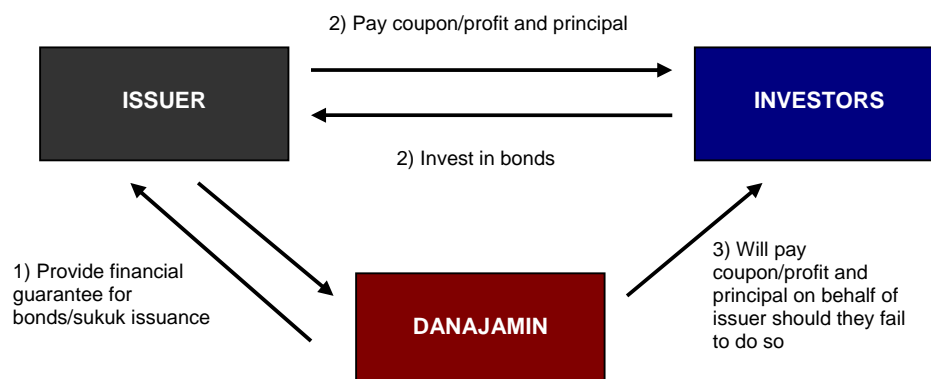 2) Pay coupon/profit and principal
ISSUER
INVESTORS
2) Invest in bonds
1) Provide financial
guarantee for
bonds/sukuk issuance
DANAJAMIN
3) Will pay
coupon/profit and
principal on behalf of
issuer should they fail
to do so